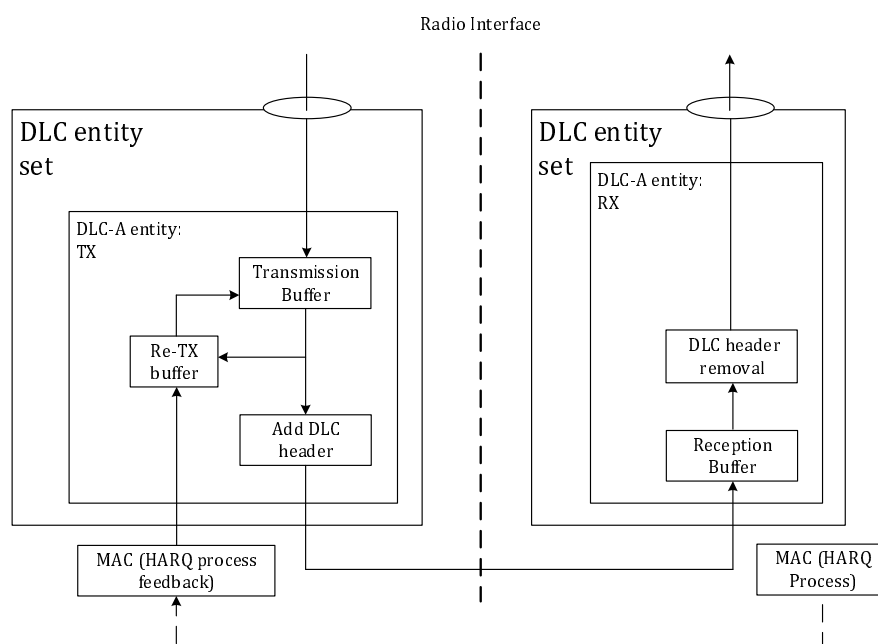 Radio Interface
DLC entity
set
DLC-A entity:
TX
Transmission
Buffer
Re-TX
buffer
Add DLC
header
MAC (HARQ process
feedback)
DLC entity
set
DLC-A entity:
RX
DLC header
removal
Reception
Buffer
MAC (HARQ
Process)